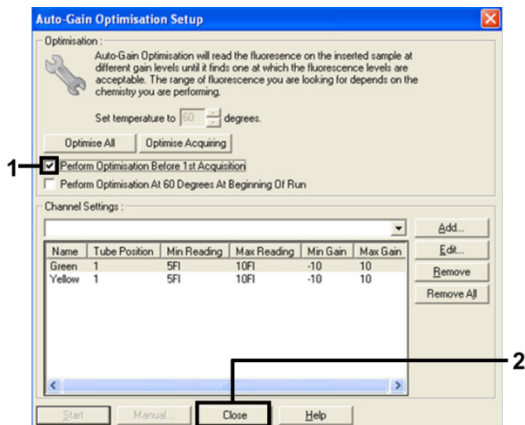 Auto-Gain Optimisation Setup
Optimisation :
Auto-Gain Optimisation will read the fluoresence on the inserted sample at
different gain levels until it finds one at which the fluorescence levels are
acceptable. The range of fluorescence you are looking for depends on the
chemistry you are performing.
Set temperature to 60 degrees.
Optimise All Optimise Acquiring
1 Perform Optimisation Before 1st Acquisition
Perform Optimisation At 60 Degrees At Beginning Of Run
Channel Settings :
Add...
Name Tube Position Min Reading Max Reading Min Gain Max Gain Edit...
Green 1 5Fl 10Fl -10 10
Yellow 1 5Fl 10Fl -10 10 Remove
Remove All
2
Start Manual... Close Help